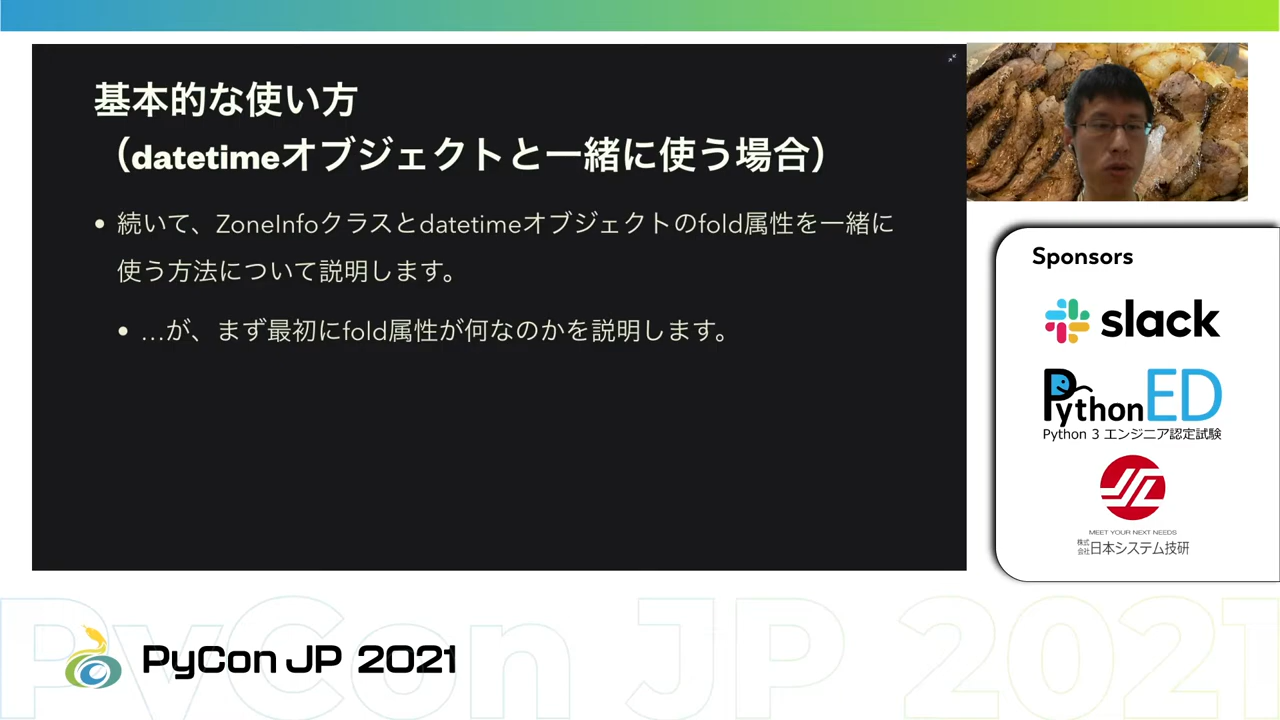 基本的な使い方
（datetimeオブジェクトと一緒に使う場合）
• 続いて、ZoneInfoクラスとdatetimeオブジェクトのfold属性を一緒に
使う方法について説明します。
• …が、まず最初にfold属性が何なのかを説明します。
Sponsors
slack
PythonED
Python 3 エンジニア認定試験
MEET YOUR NEXT NEEDS
株式会社日本システム技研
PyCon JP 2021
PyCon JP 2021